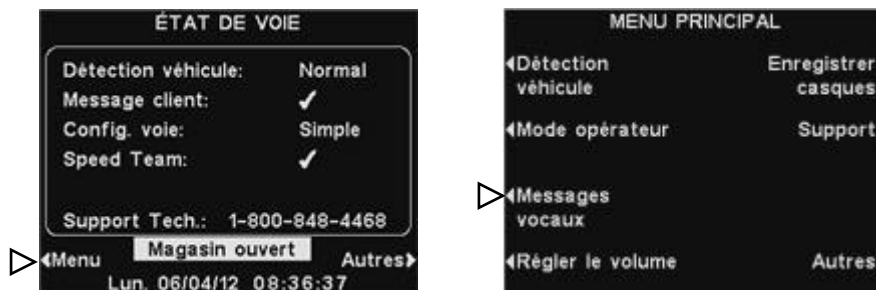 ÉTAT DE VOIE
Détection véhicule: Normal
Message client: ✓
Config. voie: Simple
Speed Team: ✓
Support Tech.: 1-800-848-4468
Magasin ouvert
Menu Autres
Lun. 06/04/12 08:36:37
MENU PRINCIPAL
Détection Enregistrer
véhicule casques
Mode opérateur Support
Messages
vocaux
Régler le volume Autres